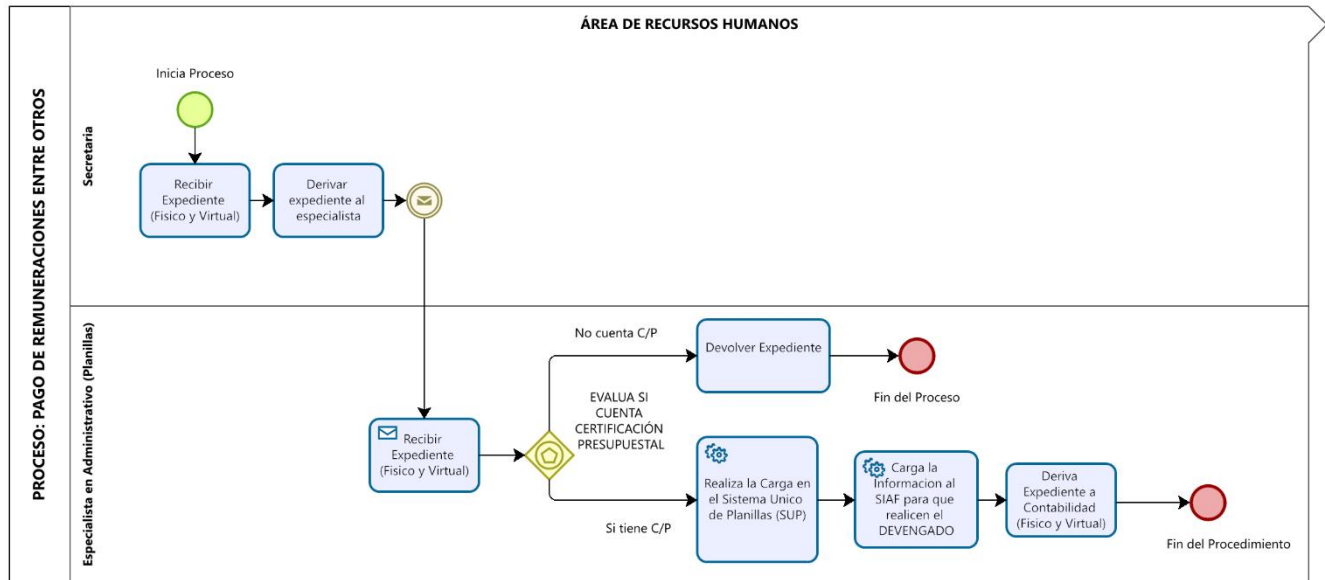 PROCESO: PAGO DE REMUNERACIONES ENTRE OTROS
ÁREA DE RECURSOS HUMANOS
Secretaria
Inicia Proceso
Recibir
Expediente
(Fisico y Virtual)
Derivar
expediente al
especialista
Especialista en Administrativo (Planillas)
Recibir
Expediente
(Fisico y Virtual)
EVALUA SI
CUENTA
CERTIFICACIÓN
PRESUPUESTAL
No cuenta C/P
Devolver Expediente
Fin del Proceso
Si tiene C/P
Realiza la Carga en
el Sistema Unico
de Planillas (SUP)
Carga la
Informacion al
SIAF para que
realicen el
DEVENGADO
Deriva
Expediente a
Contabilidad
(Fisico y Virtual)
Fin del Procedimiento